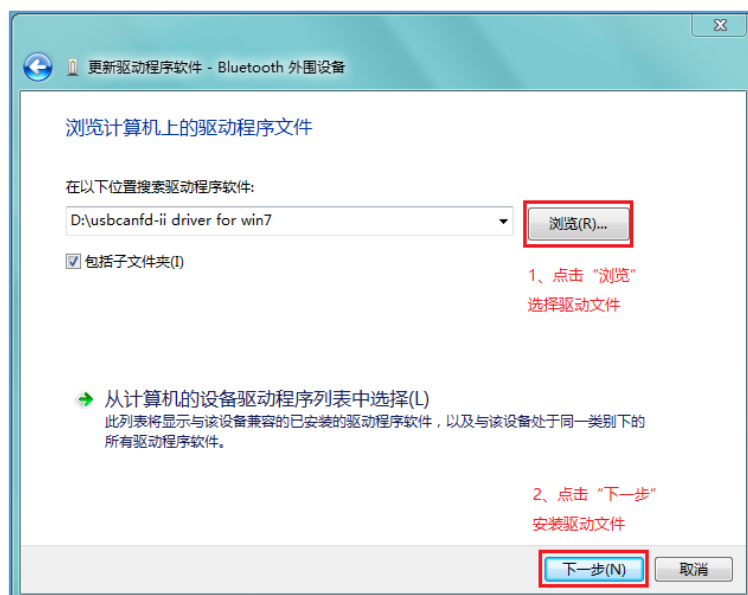 更新驱动程序软件 - Bluetooth 外围设备
浏览计算机上的驱动程序文件
在以下位置搜索驱动程序软件:
D:\usbcanfd-ii driver for win7
浏览(R)...
包括子文件夹(I)
1、点击“浏览”
选择驱动文件
从计算机的设备驱动程序列表中选择(L)
此列表将显示与该设备兼容的已安装的驱动程序软件，以及与该设备处于同一类别下的
所有驱动程序软件。
2、点击“下一步”
安装驱动文件
下一步(N)
取消